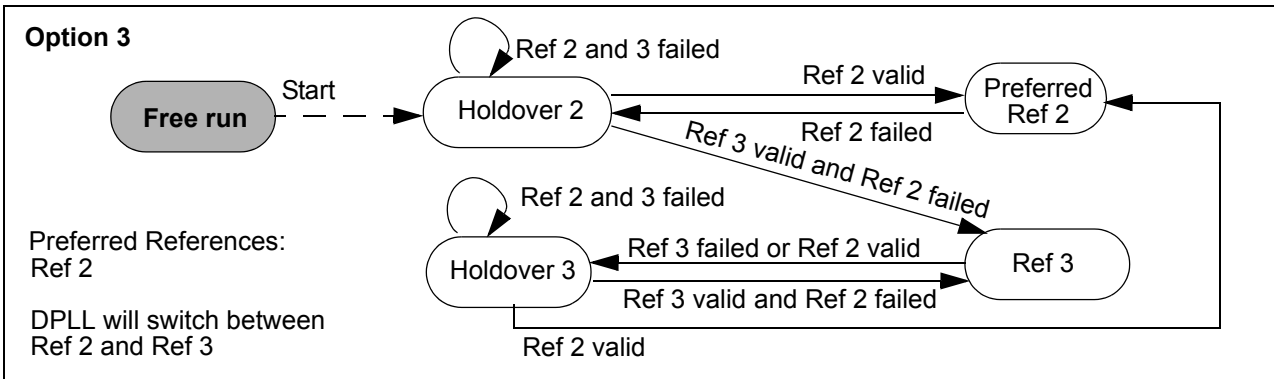 Option 3
Ref 2 and 3 failed
Start
Free run
Holdover 2
Ref 2 valid
Preferred
Ref 2
Ref 2 failed
Ref 3 valid and Ref 2 failed
Ref 2 and 3 failed
Preferred References:
Ref 2
Holdover 3
Ref 3 failed or Ref 2 valid
Ref 3
Ref 3 valid and Ref 2 failed
DPLL will switch between
Ref 2 and Ref 3
Ref 2 valid